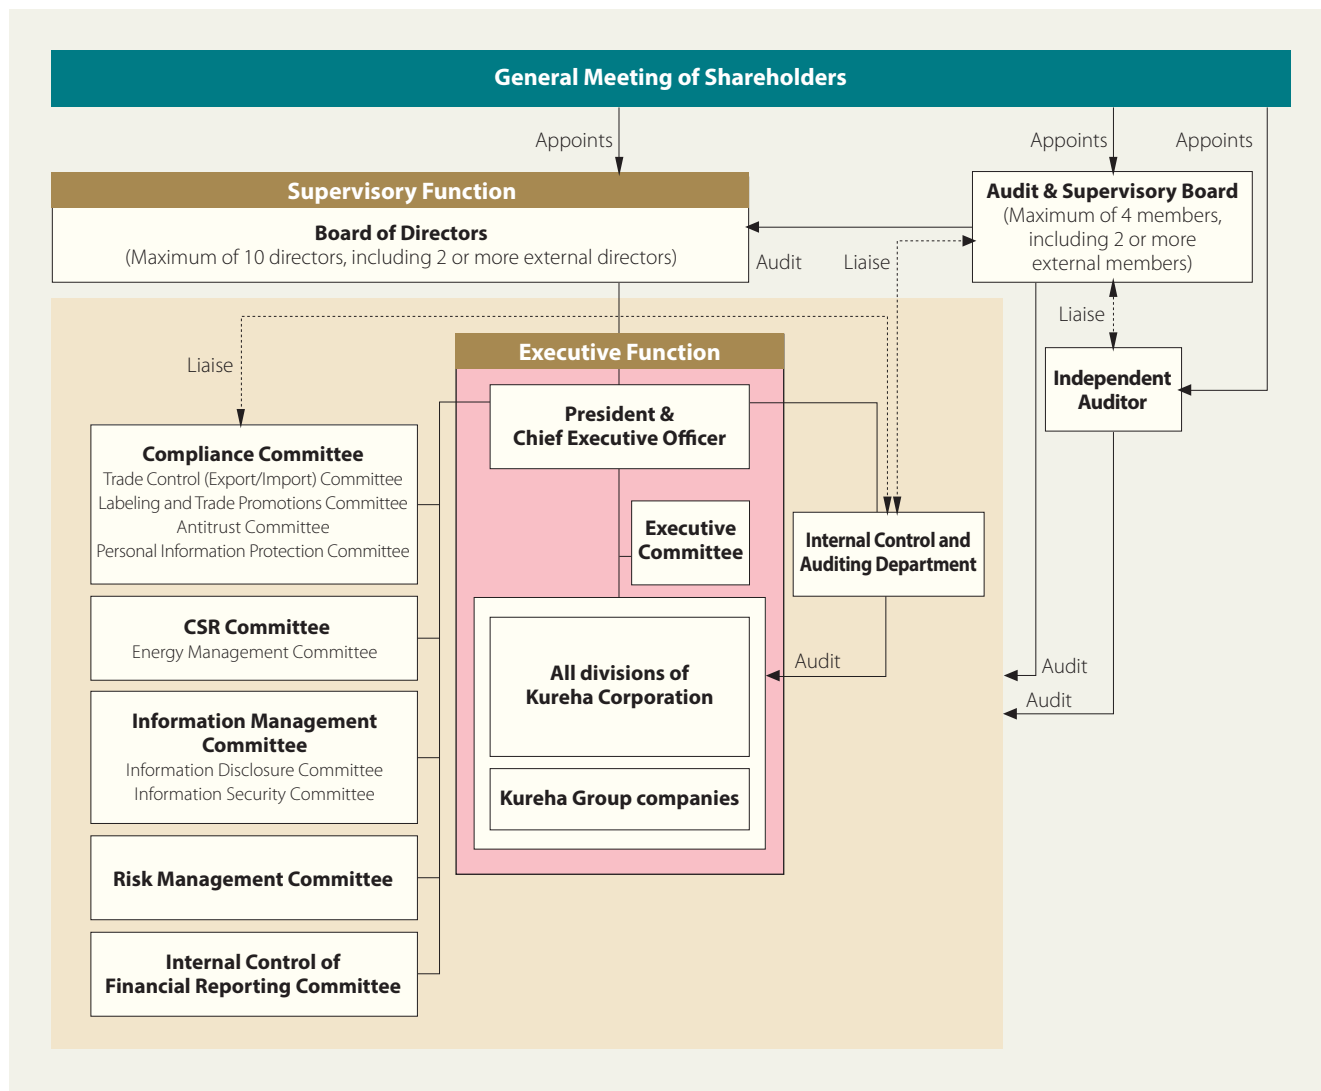 General Meeting of Shareholders
Appoints
Appoints
Appoints
Supervisory Function
Board of Directors
(Maximum of 10 directors, including 2 or more external directors)
Audit & Supervisory Board
(Maximum of 4 members,
including 2 or more
external members)
Audit
Liaise
Liaise
Independent
Auditor
Executive Function
Liaise
President &
Chief Executive Officer
Compliance Committee
Trade Control (Export/Import) Committee
Labeling and Trade Promotions Committee
Antitrust Committee
Personal Information Protection Committee
Executive
Committee
Internal Control and
Auditing Department
CSR Committee
Energy Management Committee
All divisions of
Kureha Corporation
Audit
Audit
Audit
Information Management
Committee
Information Disclosure Committee
Information Security Committee
Kureha Group companies
Risk Management Committee
Internal Control of
Financial Reporting Committee